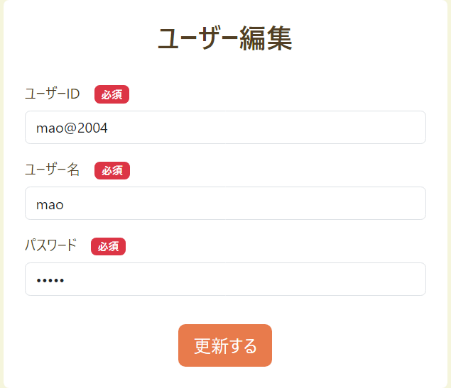 ユーザー編集
ユーザーID 必須
mao@2004
ユーザー名 必須
mao
パスワード 必須
•••••
更新する